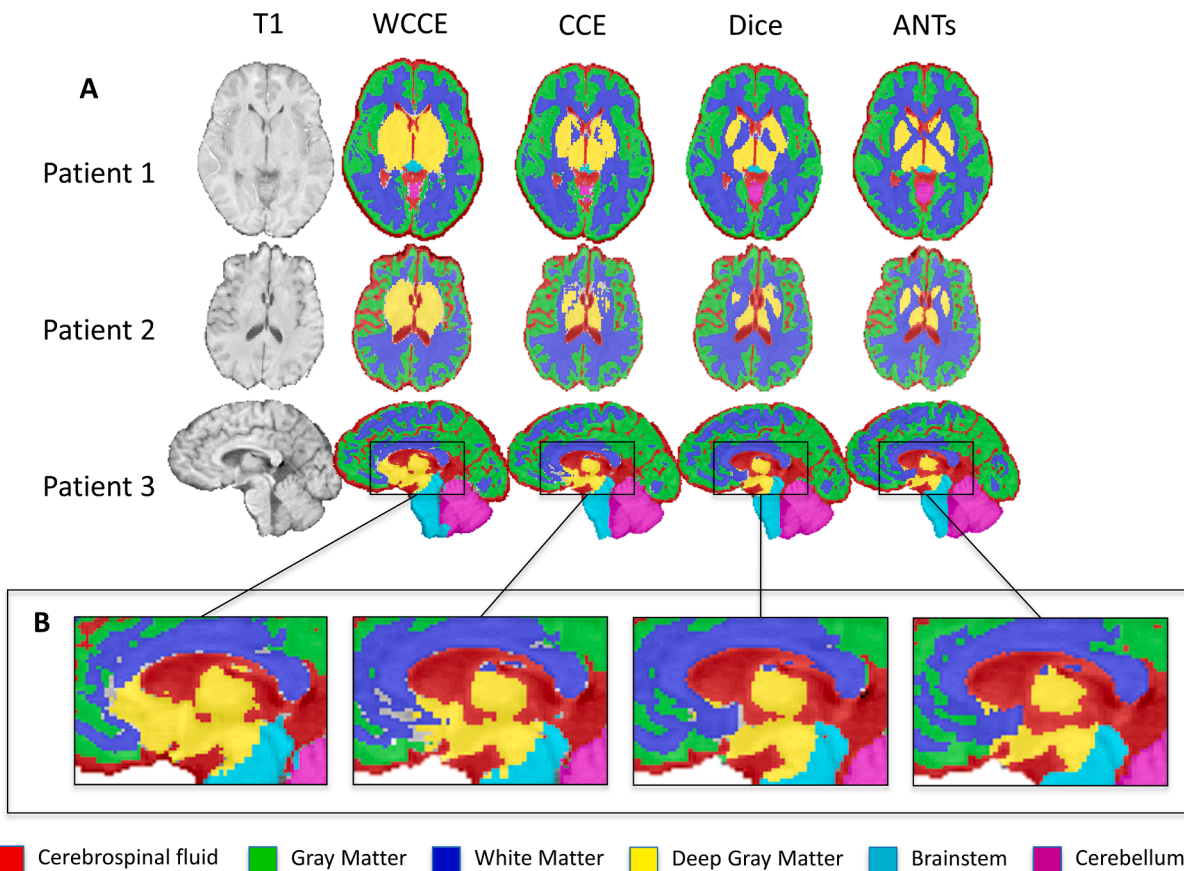 T1 WCCE CCE Dice ANTs
A
Patient 1
Patient 2
Patient 3
B
Cerebrospinal fluid Gray Matter White Matter Deep Gray Matter Brainstem Cerebellum